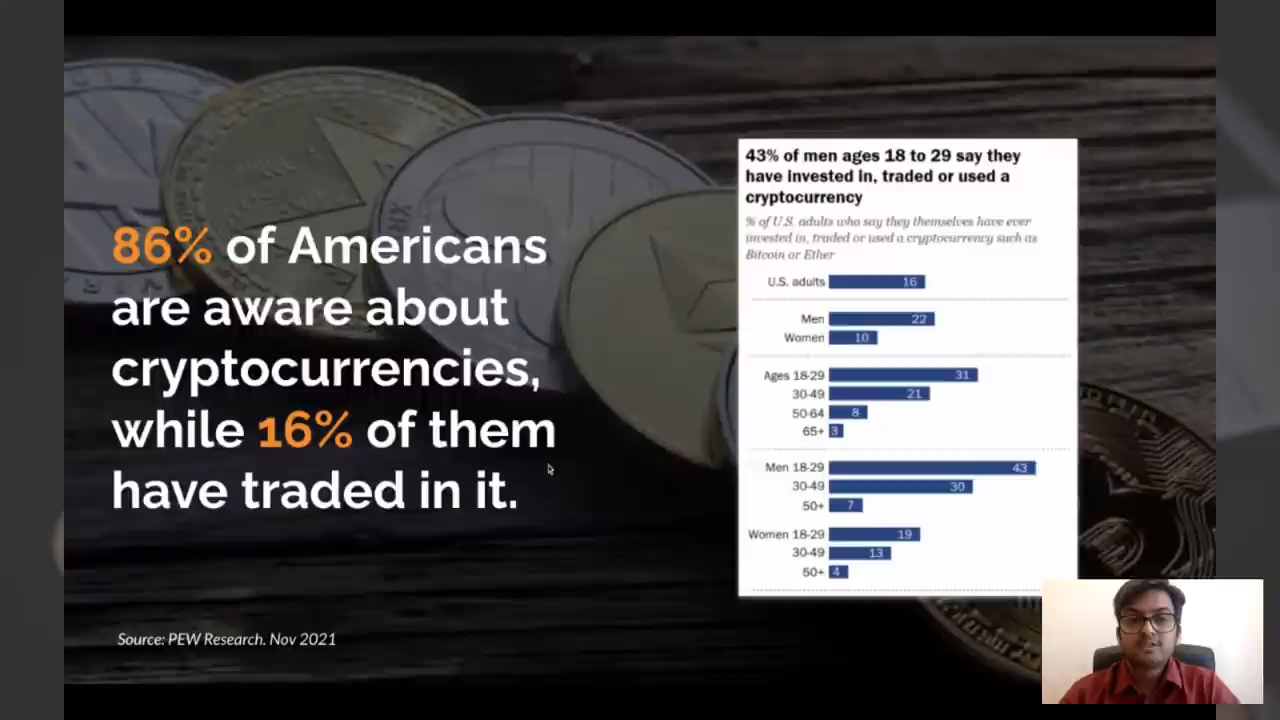 86% of Americans
are aware about
cryptocurrencies,
while 16% of them
have traded in it.
Source: PEW Research. Nov 2021
43% of men ages 18 to 29 say they
have invested in, traded or used a
cryptocurrency
% of U.S. adults who say they themselves have ever
invested in, traded or used a cryptocurrency such as
Bitcoin or Ether
U.S. adults 16
Men 22
Women 10
Ages 18-29 31
30-49 21
50-64 8
65+ 3
Men 18-29 43
30-49 30
50+ 7
Women 18-29 19
30-49 13
50+ 4